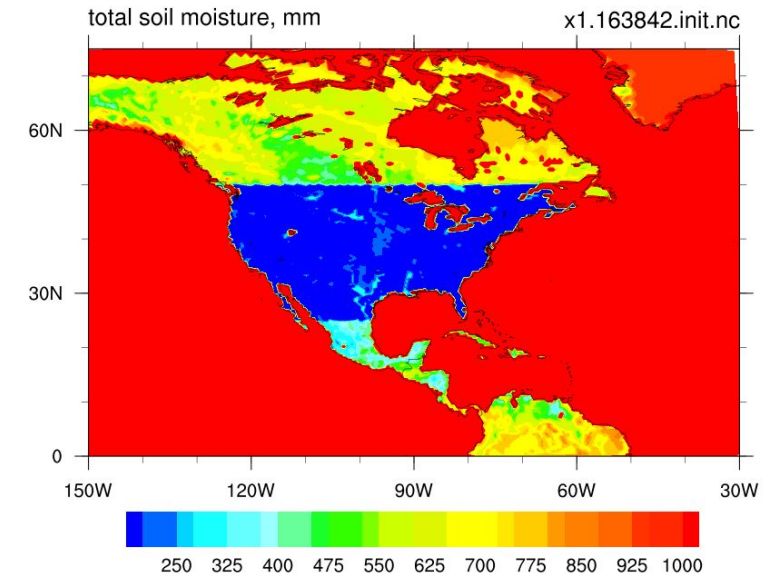 total soil moisture, mm x1.163842.init.nc
60N
30N
0
150W 120W 90W 60W 30W
250 325 400 475 550 625 700 775 850 925 1000